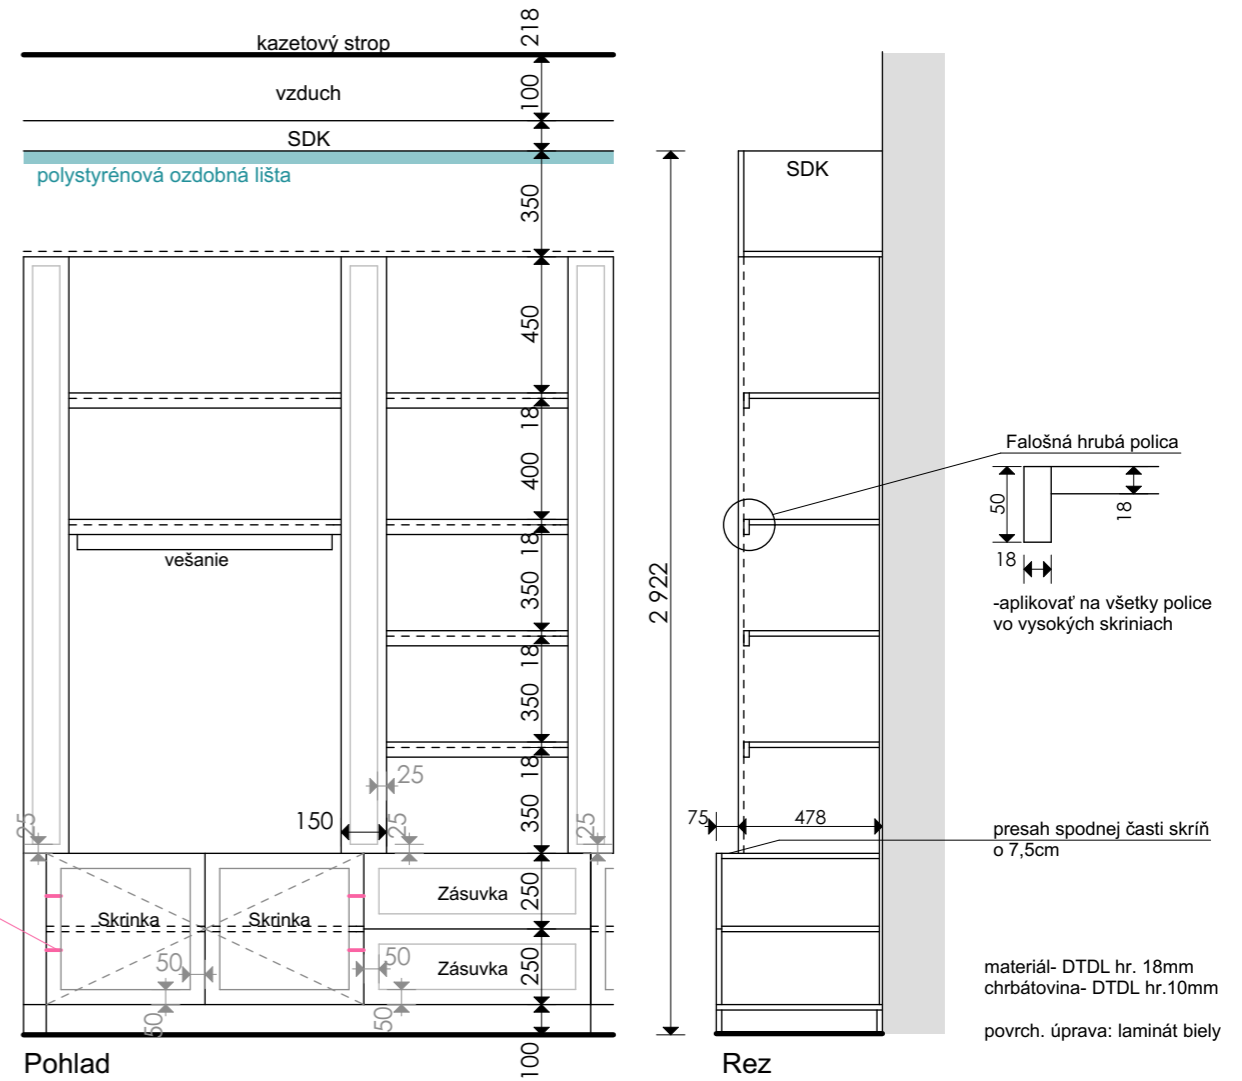 kazetový strop
218
vzduch
100
SDK
polystyrénová ozdobná lišta
350
450
18
400
18
vešanie
350
18
350
18
25
350
150
25
25
25
Skrinka
Skrinka
Zásuvka
250
50
50
Zásuvka
250
50
50
100
Pohlad
SDK
2 922
75
478
Rez
Falošná hrubá polica
50
18
18
-aplikovať na všetky police
vo vysokých skriniach
presah spodnej časti skríň
o 7,5cm
materiál- DTDL hr. 18mm
chrbátovina- DTDL hr.10mm
povrch. úprava: laminát biely